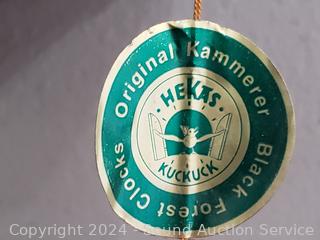 Original Kammerer
Black Forest Clocks
HEKAS
KUCKUCK
Copyright 2024 - Sound Auction Service